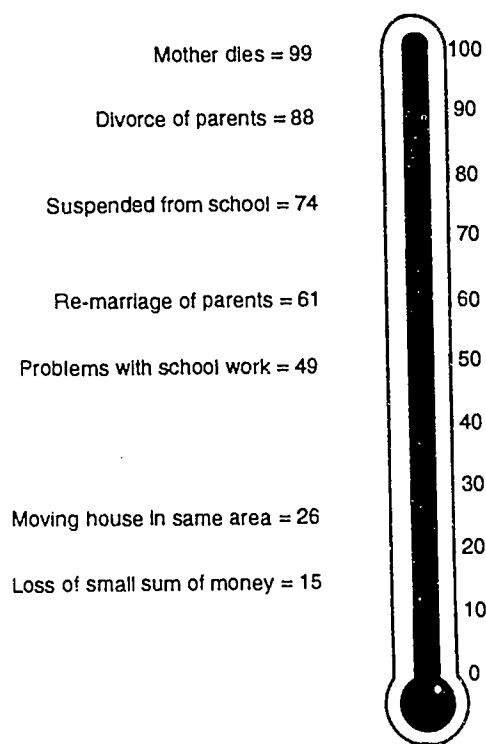 Mother dies = 99
100
90
Divorce of parents = 88
80
Suspended from school = 74
70
Re-marriage of parents = 61
60
50
Problems with school work = 49
40
30
Moving house in same area = 26
20
Loss of small sum of money = 15
10
0